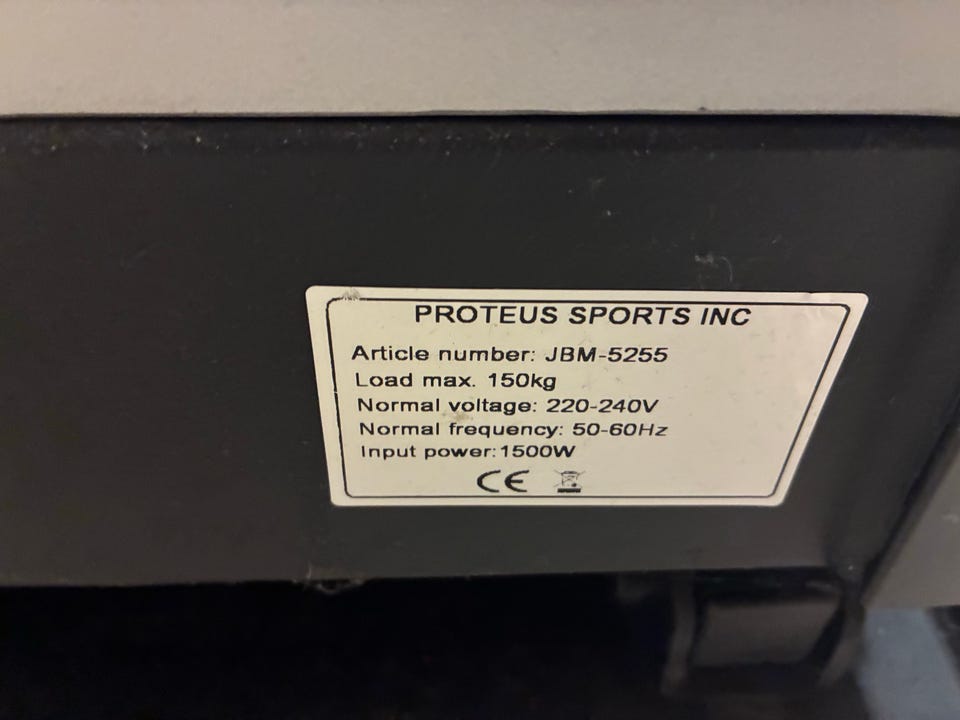 PROTEUS SPORTS INC
Article number: JBM-5255
Load max. 150kg
Normal voltage: 220-240V
Normal frequency: 50-60Hz
Input power:1500W
CE